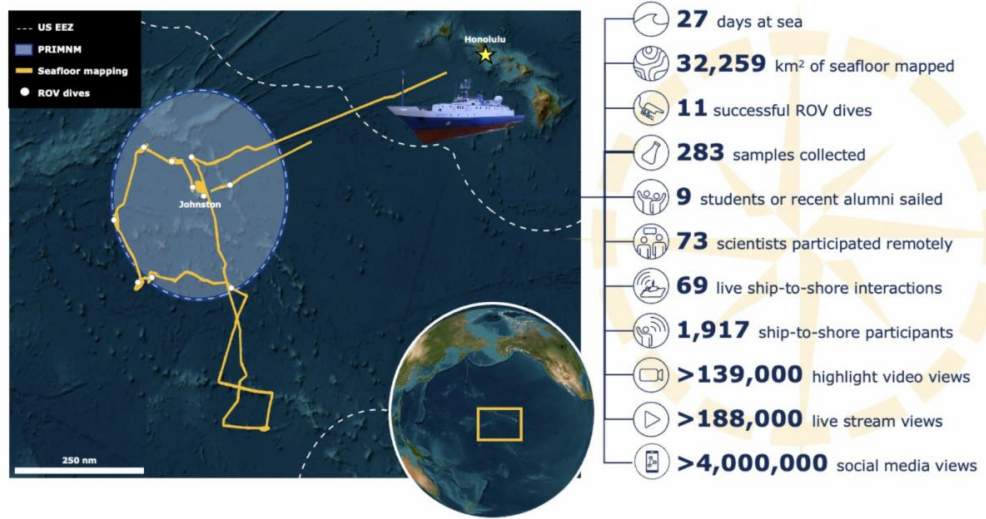 US EEZ
PRIMNM
Seafloor mapping
ROV dives
Honolulu
Johnston
250 nm
27 days at sea
32,259 km² of seafloor mapped
11 successful ROV dives
283 samples collected
9 students or recent alumni sailed
73 scientists participated remotely
69 live ship-to-shore interactions
1,917 ship-to-shore participants
>139,000 highlight video views
>188,000 live stream views
>4,000,000 social media views